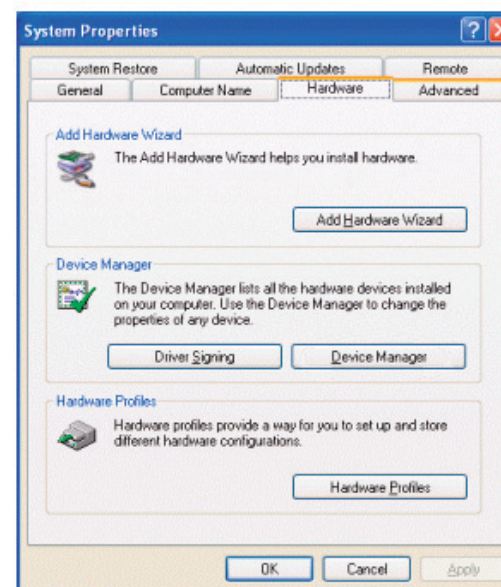 System Properties
System Restore Automatic Updates Remote
General Computer Name Hardware Advanced
Add Hardware Wizard
The Add Hardware Wizard helps you install hardware.
Add Hardware Wizard
Device Manager
The Device Manager lists all the hardware devices installed
on your computer. Use the Device Manager to change the
properties of any device.
Driver Signing Device Manager
Hardware Profiles
Hardware profiles provide a way for you to set up and store
different hardware configurations.
Hardware Profiles
OK Cancel Apply